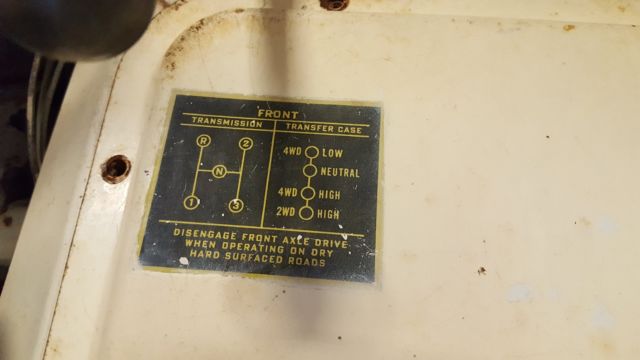 FRONT
TRANSMISSION TRANSFER CASE
R 2
N
1 3
4WD LOW
NEUTRAL
4WD HIGH
2WD HIGH
DISENGAGE FRONT AXLE DRIVE
WHEN OPERATING ON DRY
HARD SURFACED ROADS